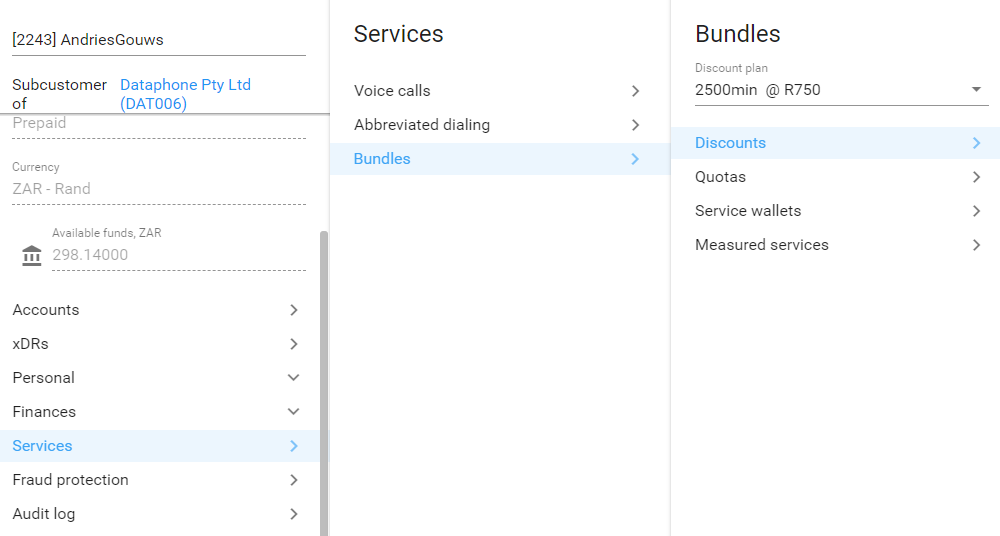 [2243] AndriesGouws
Subcustomer of
Dataphone Pty Ltd (DAT006)
Prepaid
Currency
ZAR - Rand
Available funds, ZAR
298.14000
Accounts
xDRs
Personal
Finances
Services
Fraud protection
Audit log
Services
Voice calls
Abbreviated dialing
Bundles
Bundles
Discount plan
2500min  @ R750
Discounts
Quotas
Service wallets
Measured services